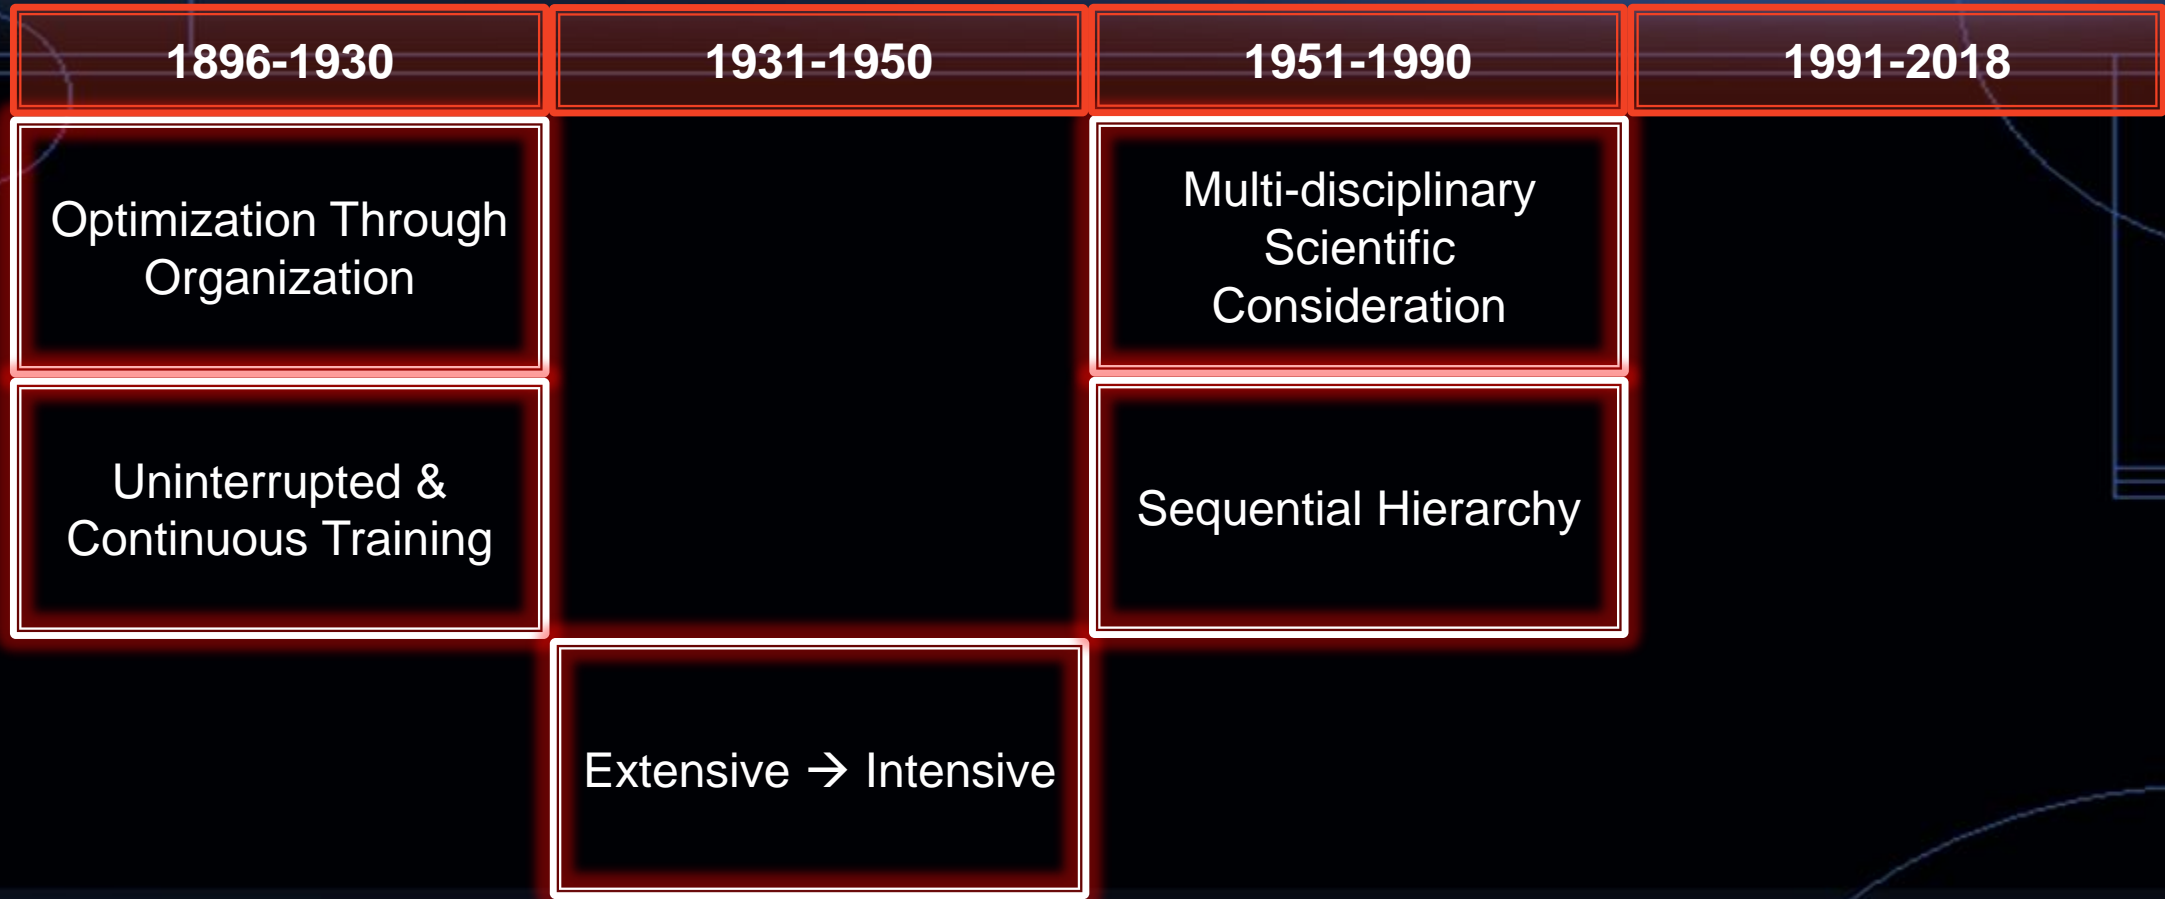 1896-1930
1931-1950
1951-1990
1991-2018
Optimization Through
Organization
Multi-disciplinary
Scientific
Consideration
Uninterrupted &
Continuous Training
Sequential Hierarchy
Extensive → Intensive